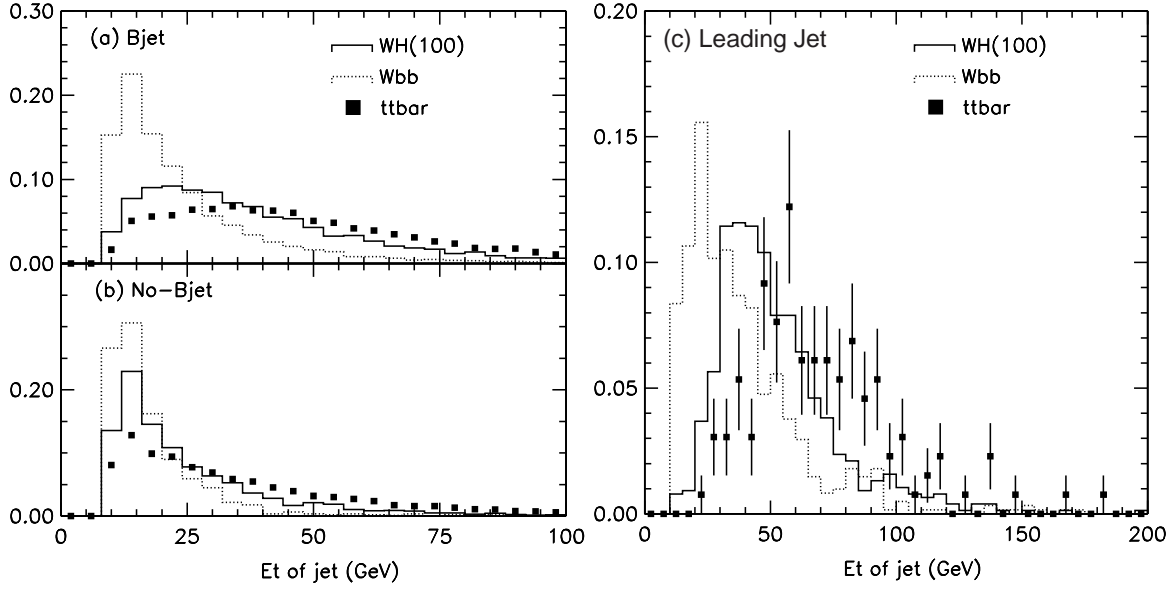 0.30
(a) Bjet
WH(100)
Wbb
ttbar
0.20
0.10
0.00
(b) No-Bjet
0.20
0.00
0
25
50
75
100
Et of jet (GeV)
0.20
(c) Leading Jet
WH(100)
Wbb
ttbar
0.15
0.10
0.05
0.00
0
50
100
150
200
Et of jet (GeV)